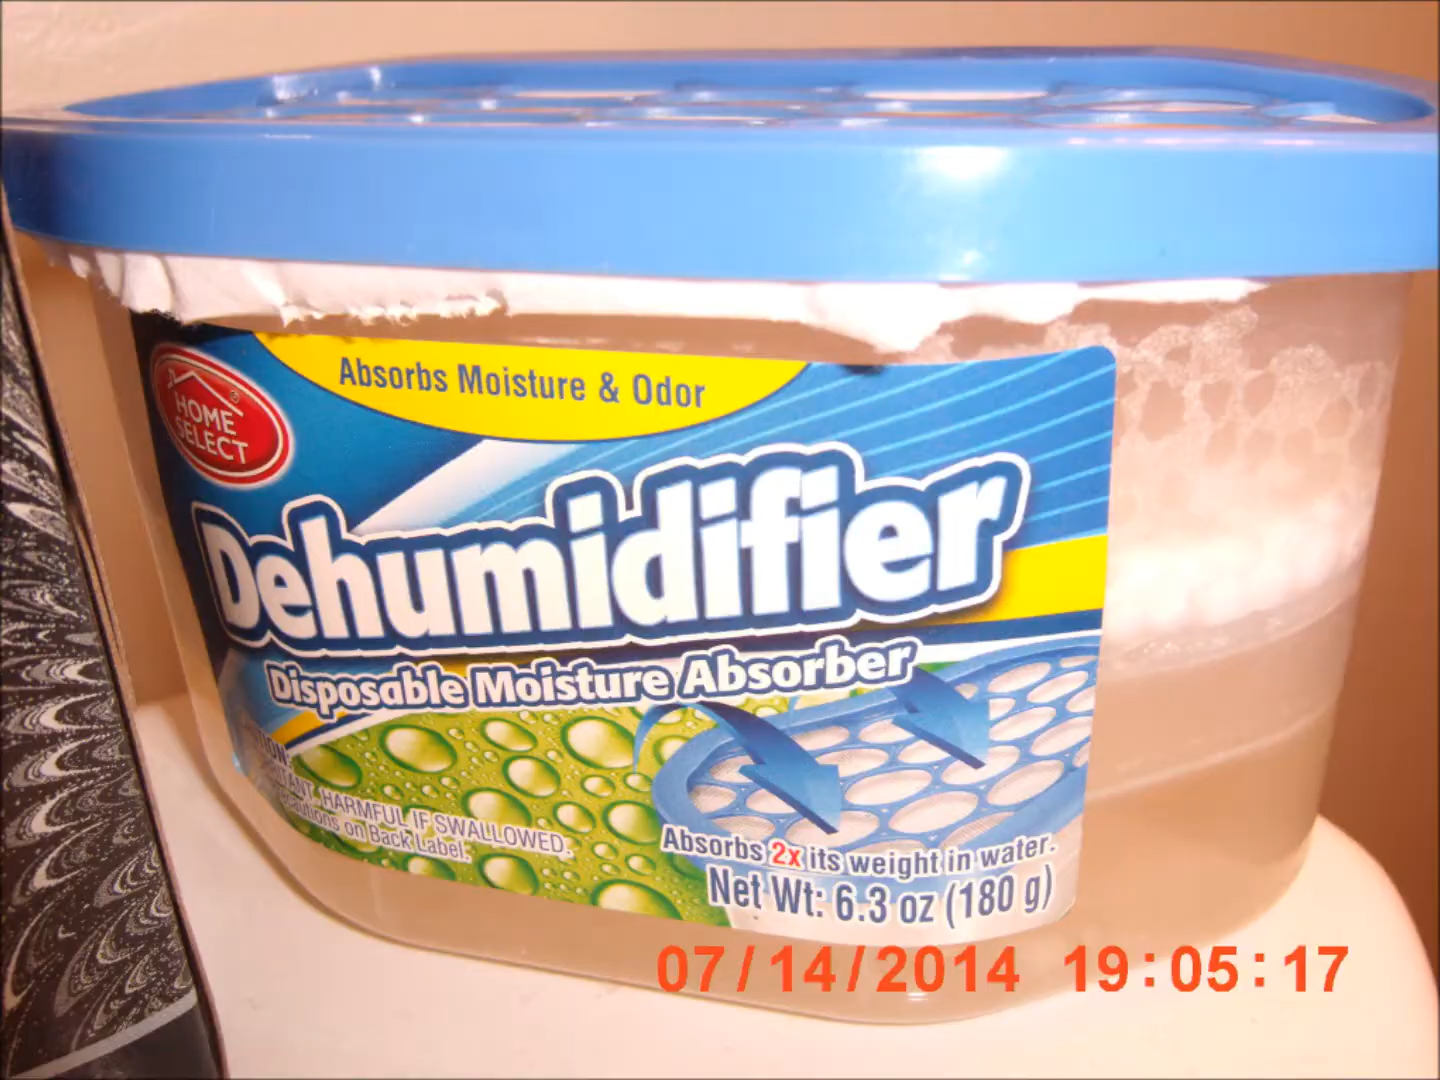 Absorbs Moisture & Odor
HOME
SELECT
Dehumidifier
Disposable Moisture Absorber
HARMFUL IF SWALLOWED.
on Back Label.
Absorbs 2x its weight in water.
Net Wt: 6.3 oz (180 g)
07/14/2014 19:05:17